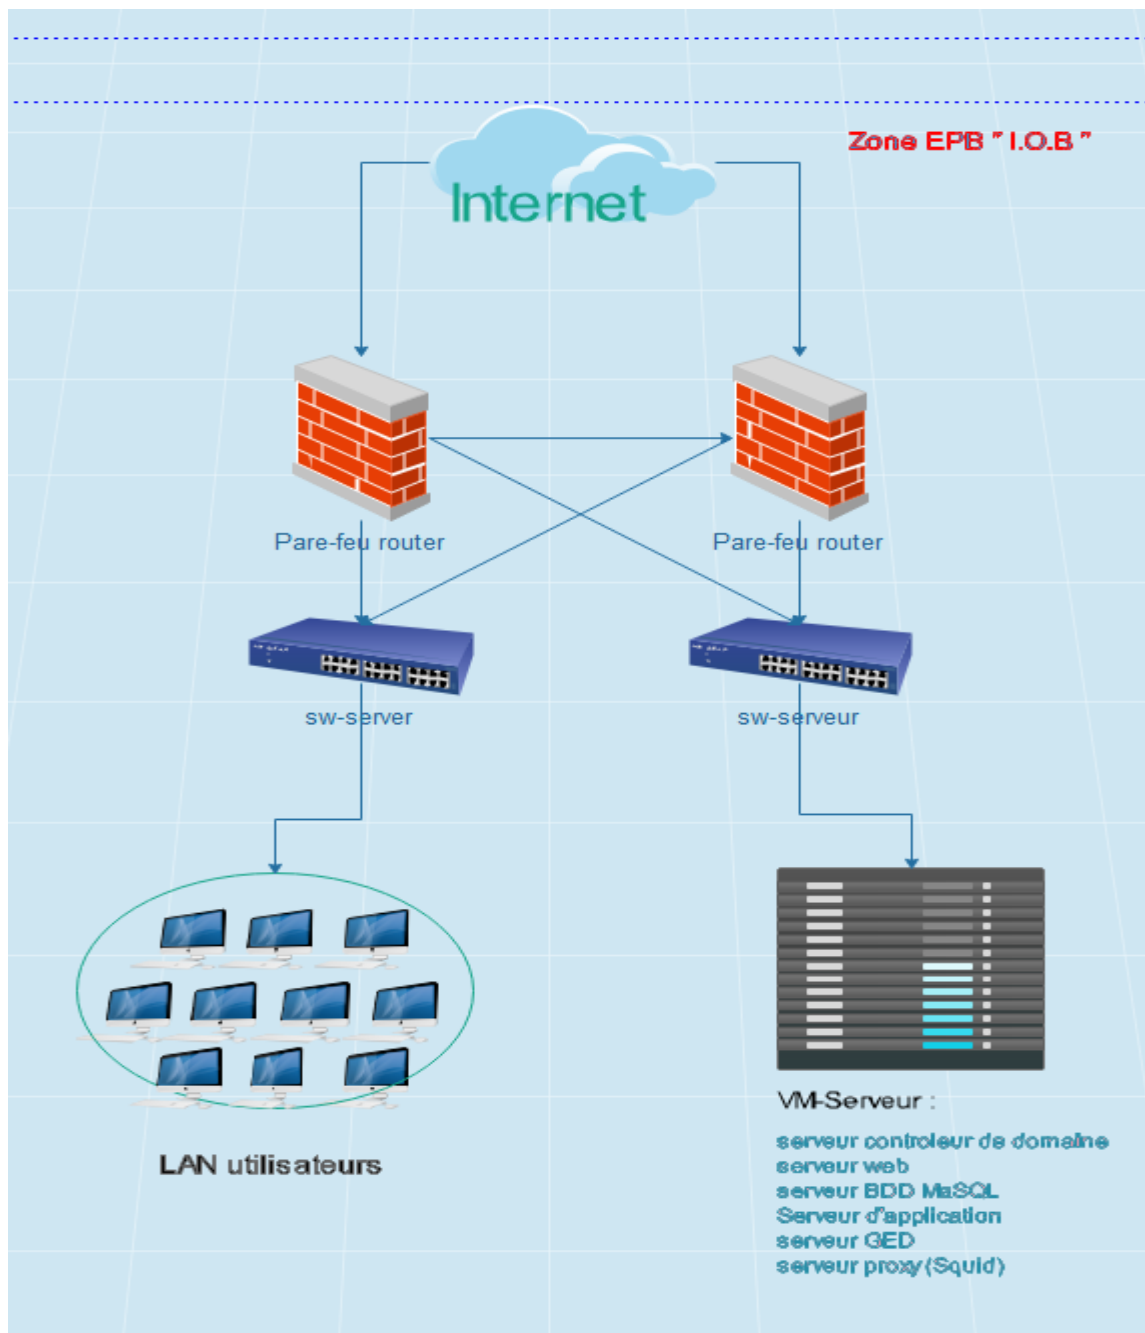 Zone EPB " I.O.B "
Internet
Pare-feu router
Pare-feu router
sw-server
sw-serveur
LAN utilisateurs
VM-Serveur :
serveur controleur de domaine
serveur web
serveur BDD MaSQL
Serveur d'application
serveur GED
serveur proxy (Squid)